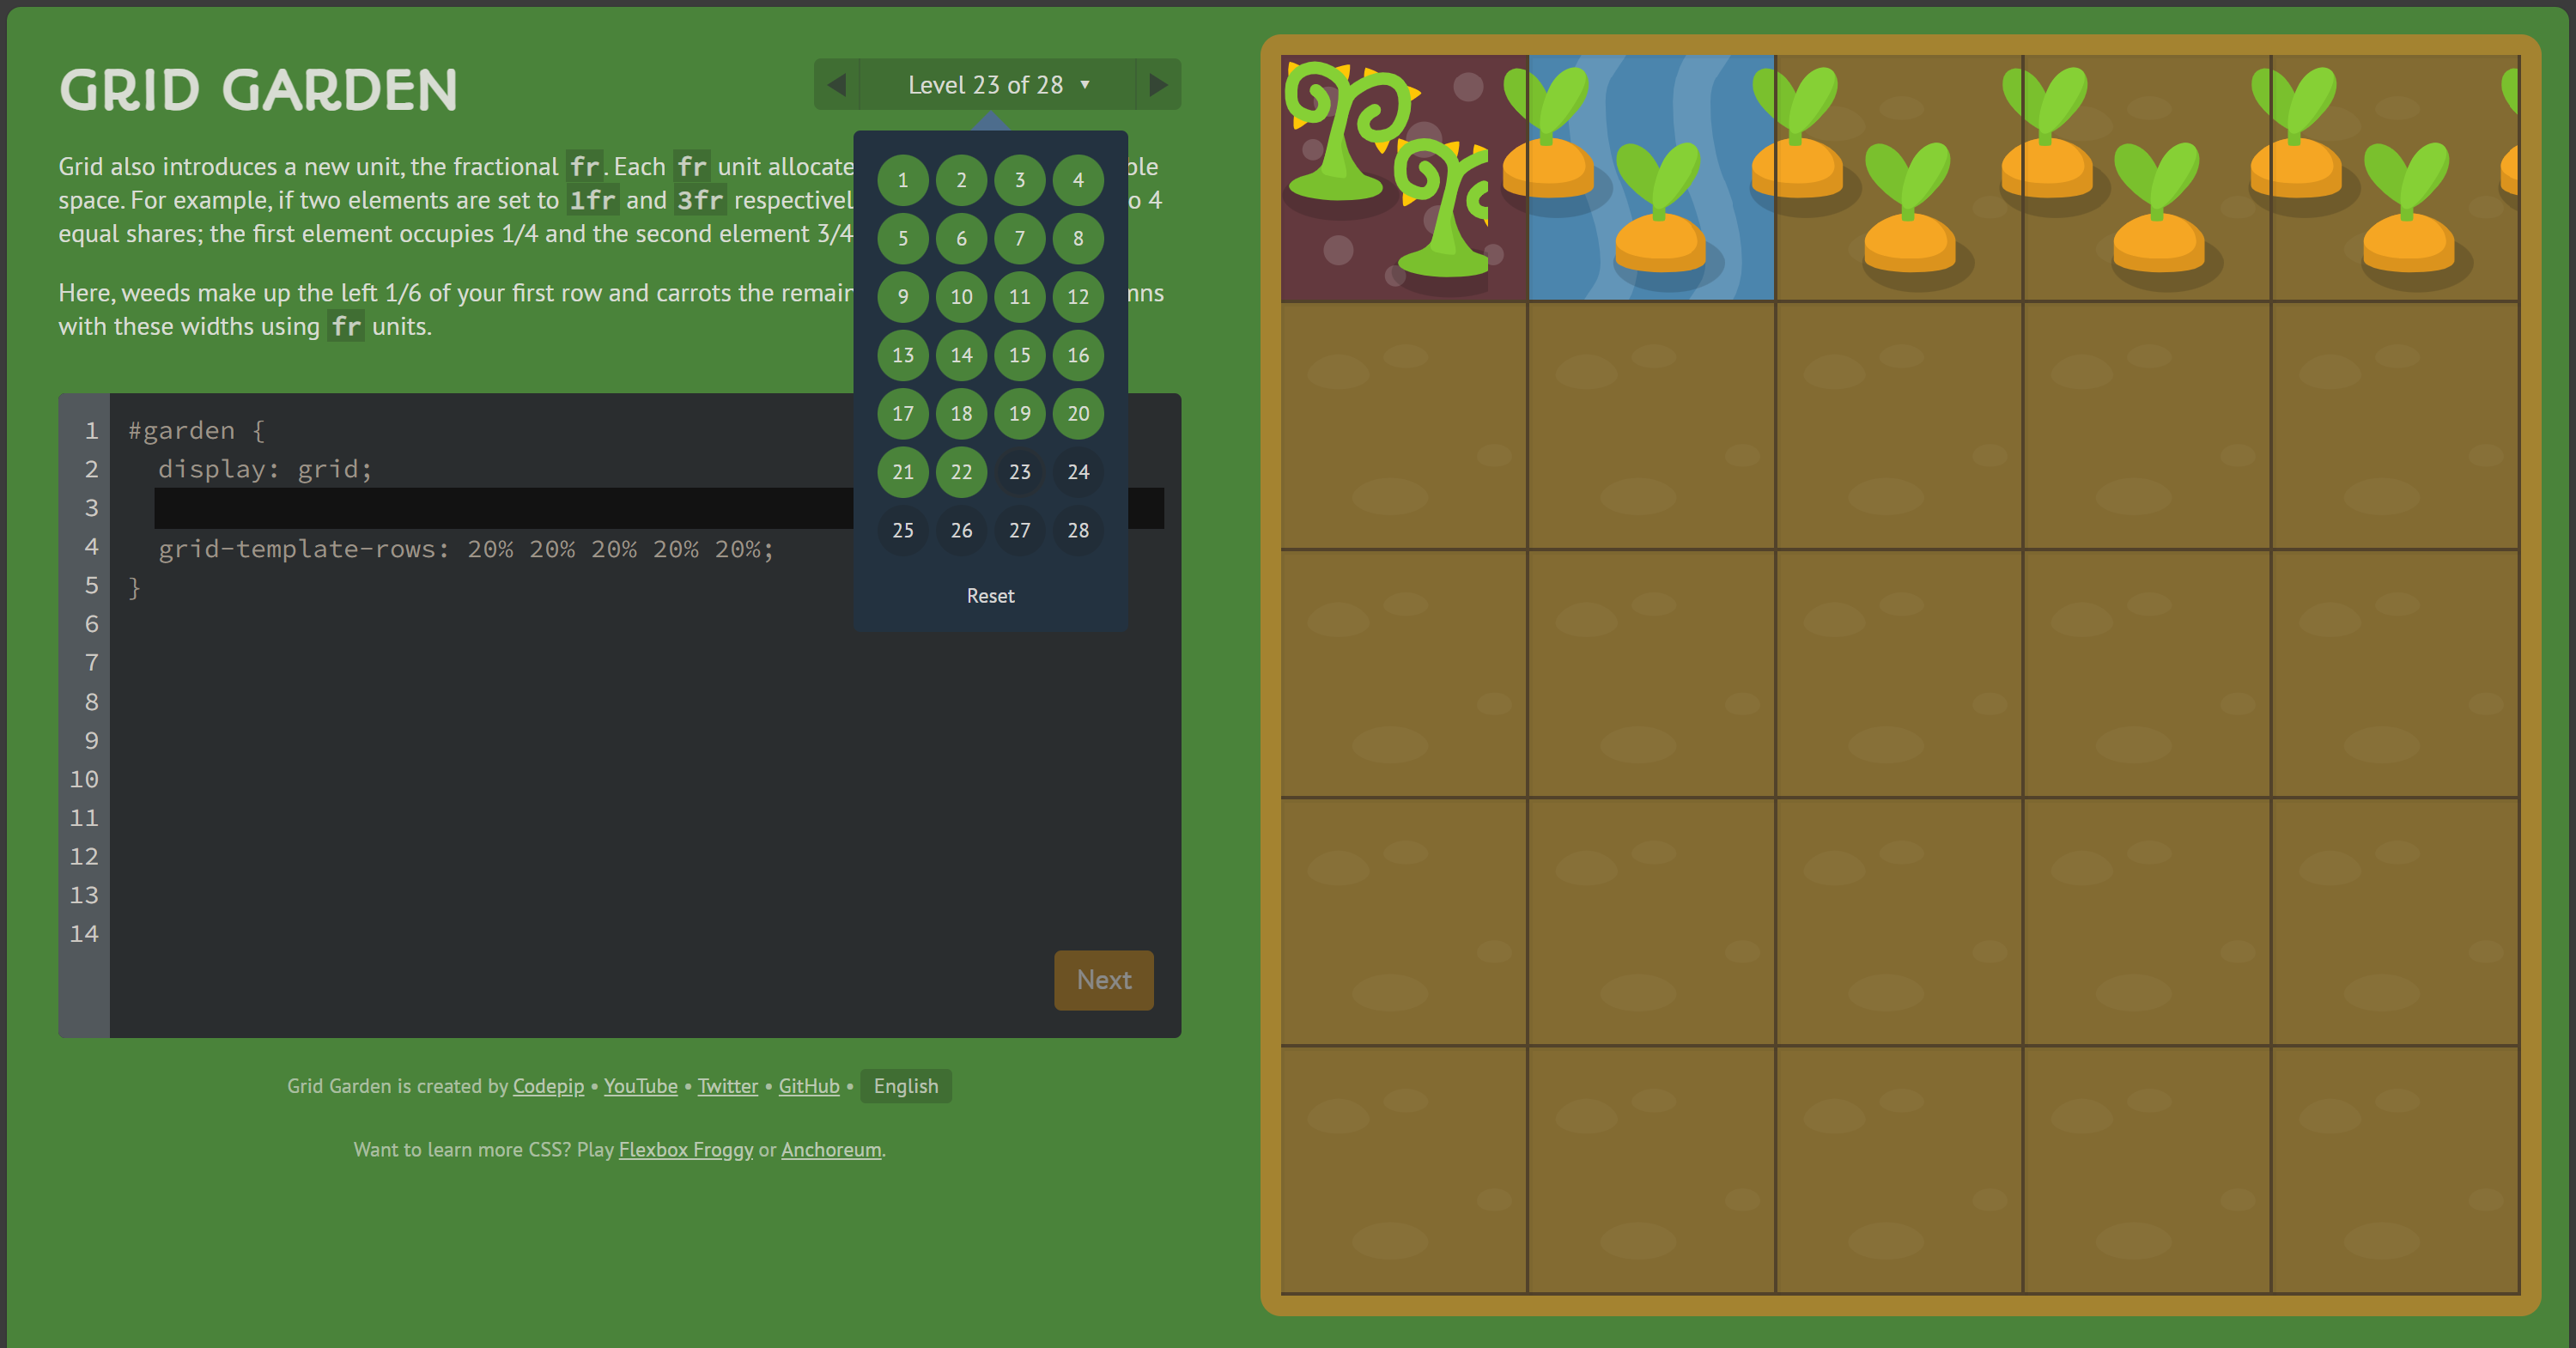 GRID GARDEN
◀ Level 23 of 28 ▼ ▶
Grid also introduces a new unit, the fractional fr. Each fr unit allocate ble
space. For example, if two elements are set to 1fr and 3fr respectivel o 4
equal shares; the first element occupies 1/4 and the second element 3/4
Here, weeds make up the left 1/6 of your first row and carrots the remain nns
with these widths using fr units.
1 2 3 4
5 6 7 8
9 10 11 12
13 14 15 16
17 18 19 20
21 22 23 24
25 26 27 28
Reset
1 #garden {
2 display: grid;
3
4 grid-template-rows: 20% 20% 20% 20% 20%;
5 }
6
7
8
9
10
11
12
13
14
Next
Grid Garden is created by Codepip • YouTube • Twitter • GitHub • English
Want to learn more CSS? Play Flexbox Froggy or Anchoreum.